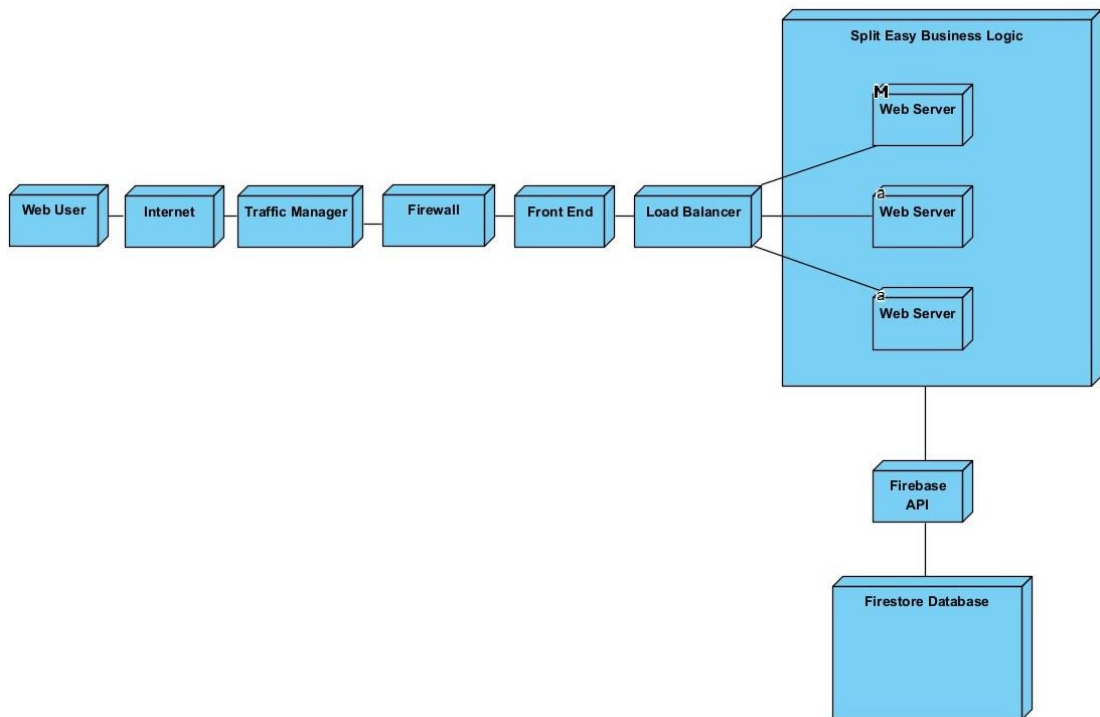 Split Easy Business Logic
M
Web Server
Web User
Internet
Traffic Manager
Firewall
Front End
Load Balancer
a
Web Server
a
Web Server
Firebase
API
Firestore Database